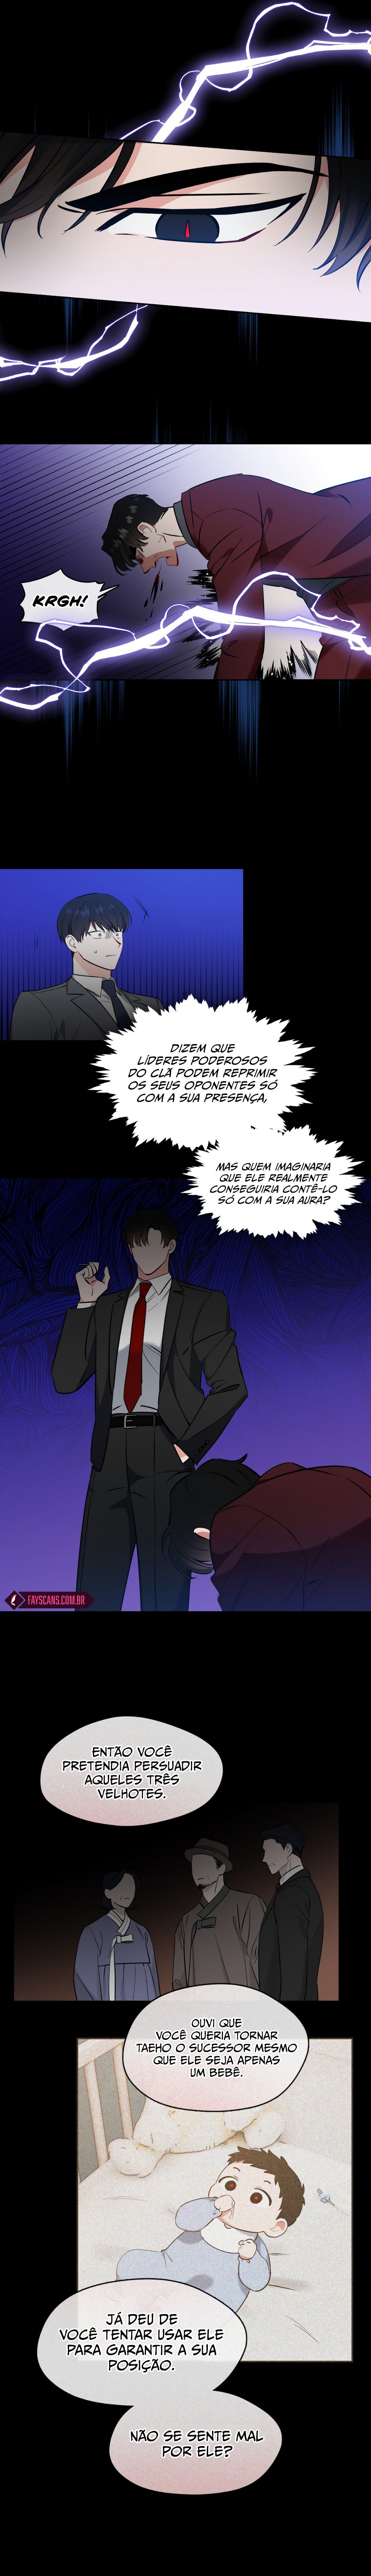 KRGH!
DIZEM QUE
LÍDERES PODEROSOS
DO CLÃ PODEM REPRIMIR
OS SEUS OPONENTES SÓ
COM A SUA PRESENÇA,
MAS QUEM IMAGINARIA
QUE ELE REALMENTE
CONSEGUIRIA CONTÊ-LO
SÓ COM A SUA AURA?
FAYSCANS.COM.BR
ENTÃO VOCÊ
PRETENDIA PERSUADIR
AQUELES TRÊS
VELHOTES.
OUVI QUE
VOCÊ QUERIA TORNAR
TAEHO O SUCESSOR MESMO
QUE ELE SEJA APENAS
UM BEBÊ.
JÁ DEU DE
VOCÊ TENTAR USAR ELE
PARA GARANTIR A SUA
POSIÇÃO.
NÃO SE SENTE MAL
POR ELE?